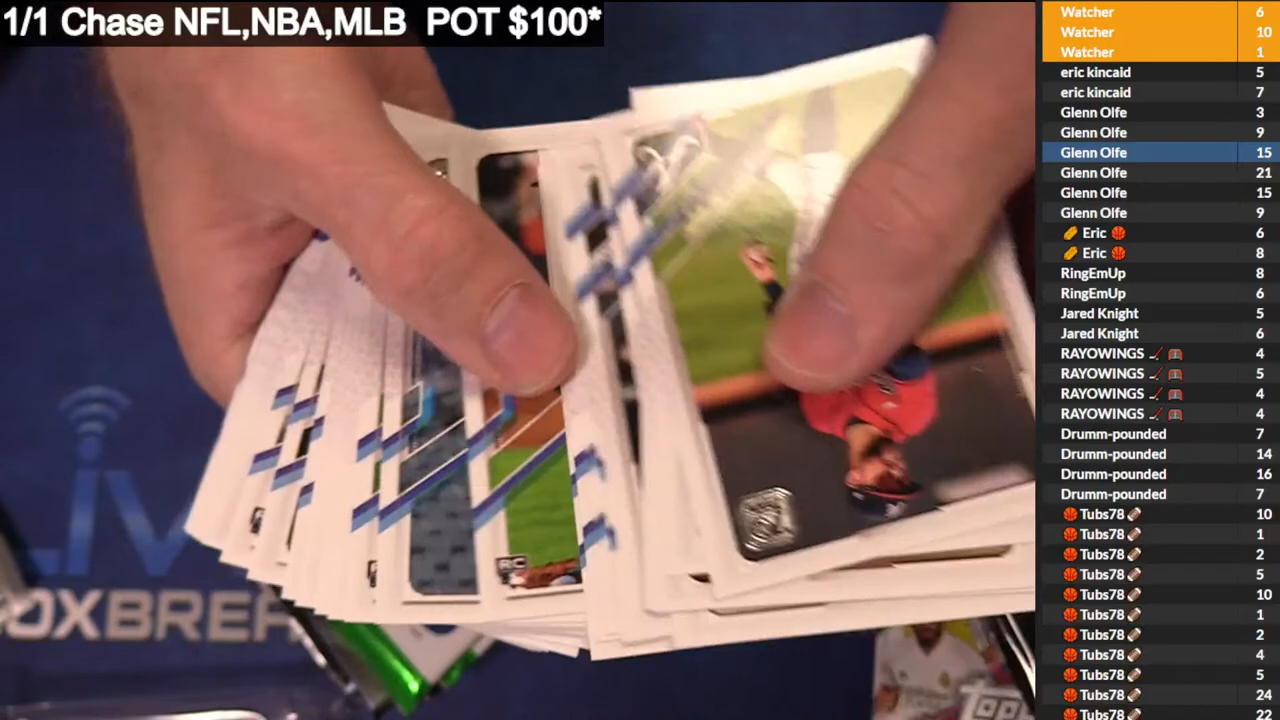 1/1 Chase NFL,NBA,MLB POT $100*
Watcher 6
Watcher 10
Watcher 1
eric kincaid 5
eric kincaid 7
Glenn Olfe 3
Glenn Olfe 9
Glenn Olfe 15
Glenn Olfe 21
Glenn Olfe 15
Glenn Olfe 9
Eric 6
Eric 8
RingEmUp 8
RingEmUp 6
Jared Knight 5
Jared Knight 6
RAYOWINGS 4
RAYOWINGS 5
RAYOWINGS 4
RAYOWINGS 4
Drumm-pounded 7
Drumm-pounded 14
Drumm-pounded 16
Drumm-pounded 7
Tubs78 10
Tubs78 1
Tubs78 2
Tubs78 5
Tubs78 10
Tubs78 1
Tubs78 2
Tubs78 4
Tubs78 5
Tubs78 24
Tubs78 22
LIV
OXBREA
RC
TOPP